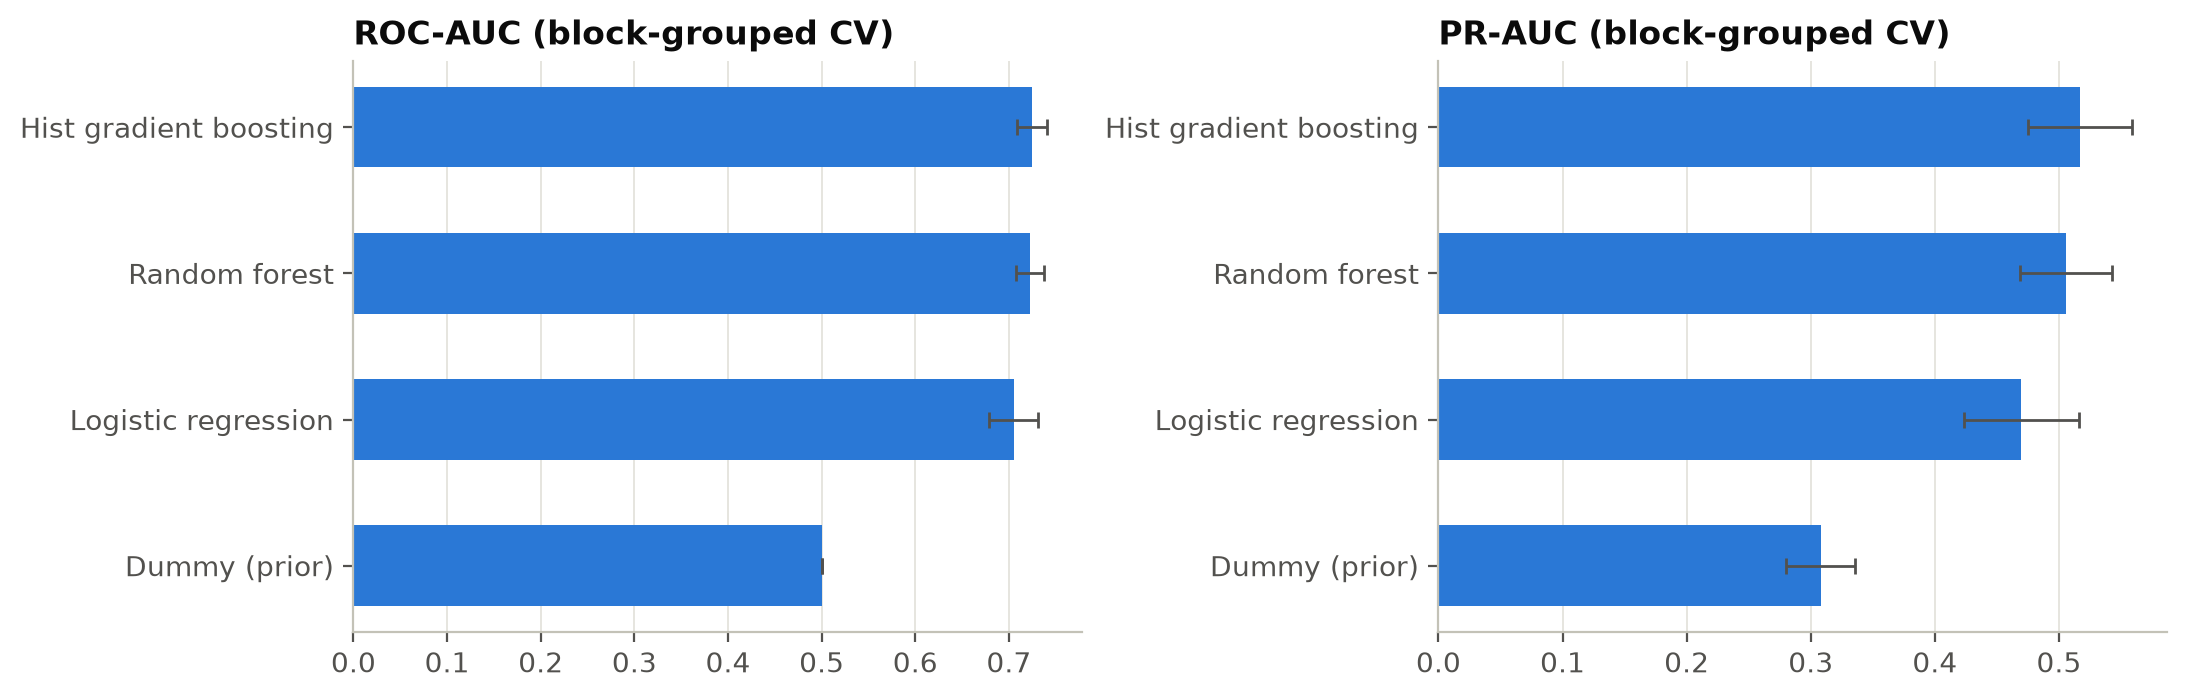 ROC-AUC (block-grouped CV)
Hist gradient boosting
Random forest
Logistic regression
Dummy (prior)
0.0 0.1 0.2 0.3 0.4 0.5 0.6 0.7
PR-AUC (block-grouped CV)
Hist gradient boosting
Random forest
Logistic regression
Dummy (prior)
0.0 0.1 0.2 0.3 0.4 0.5